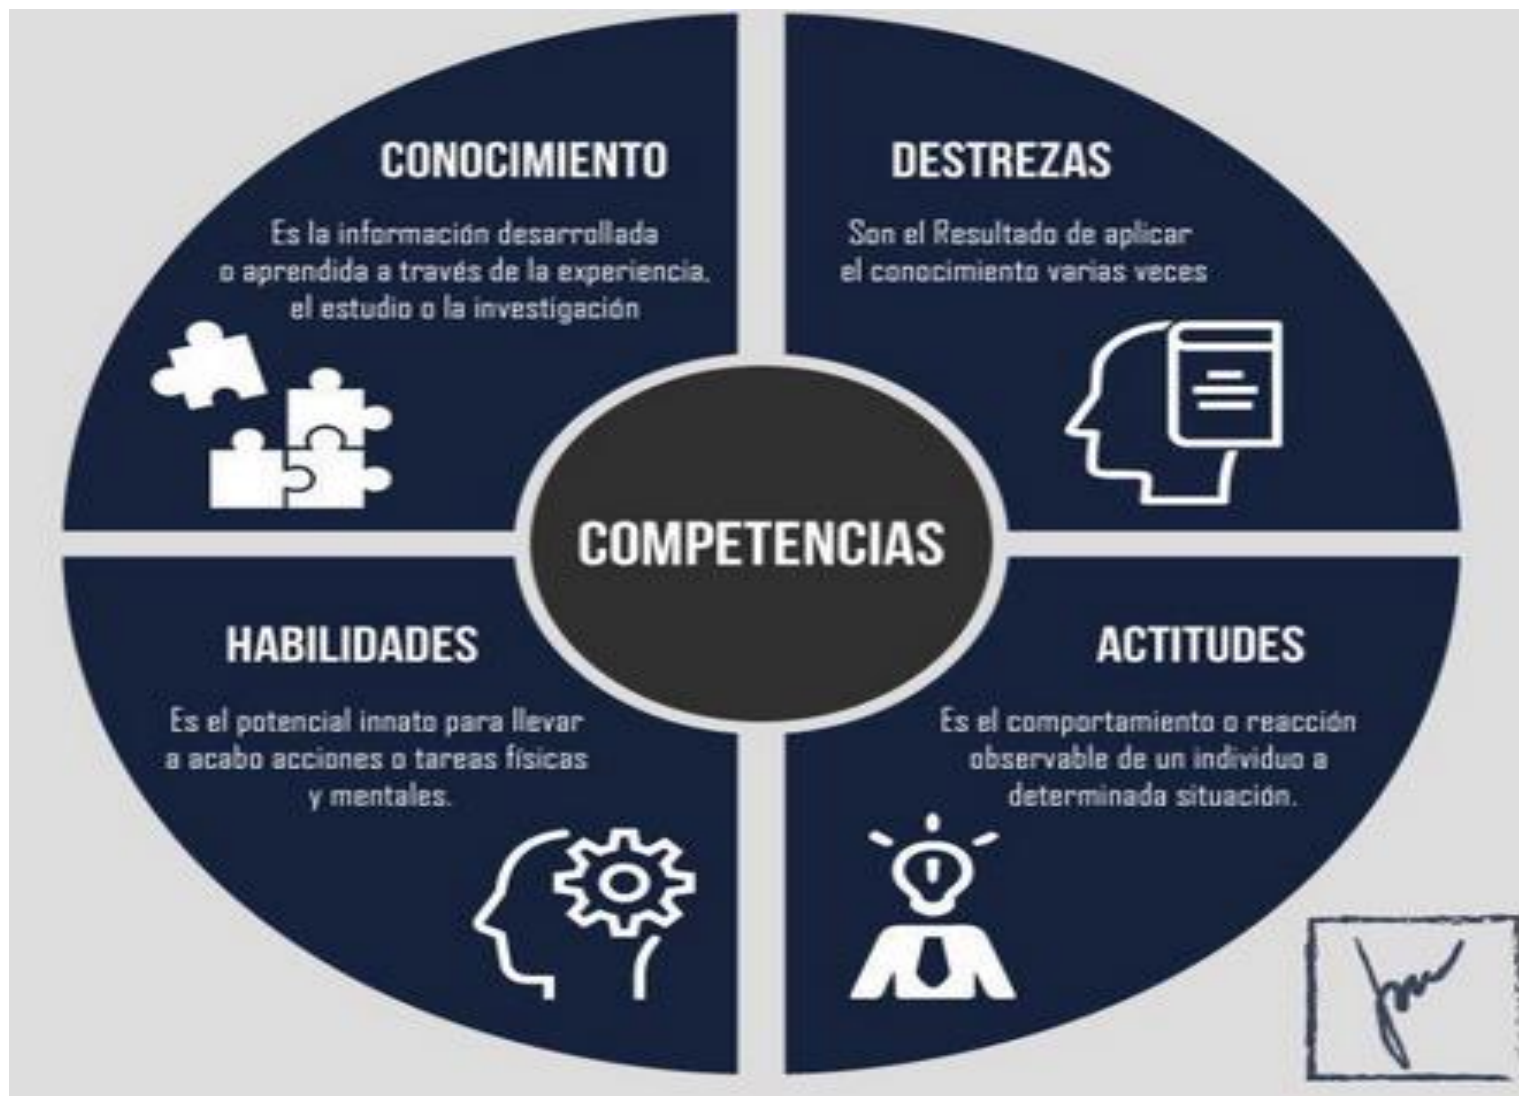 CONOCIMIENTO
Es la información desarrollada
o aprendida a través de la experiencia,
el estudio o la investigación
DESTREZAS
Son el Resultado de aplicar
el conocimiento varias veces
COMPETENCIAS
HABILIDADES
Es el potencial innato para llevar
a acabo acciones o tareas físicas
y mentales.
ACTITUDES
Es el comportamiento o reacción
observable de un individuo a
determinada situación.